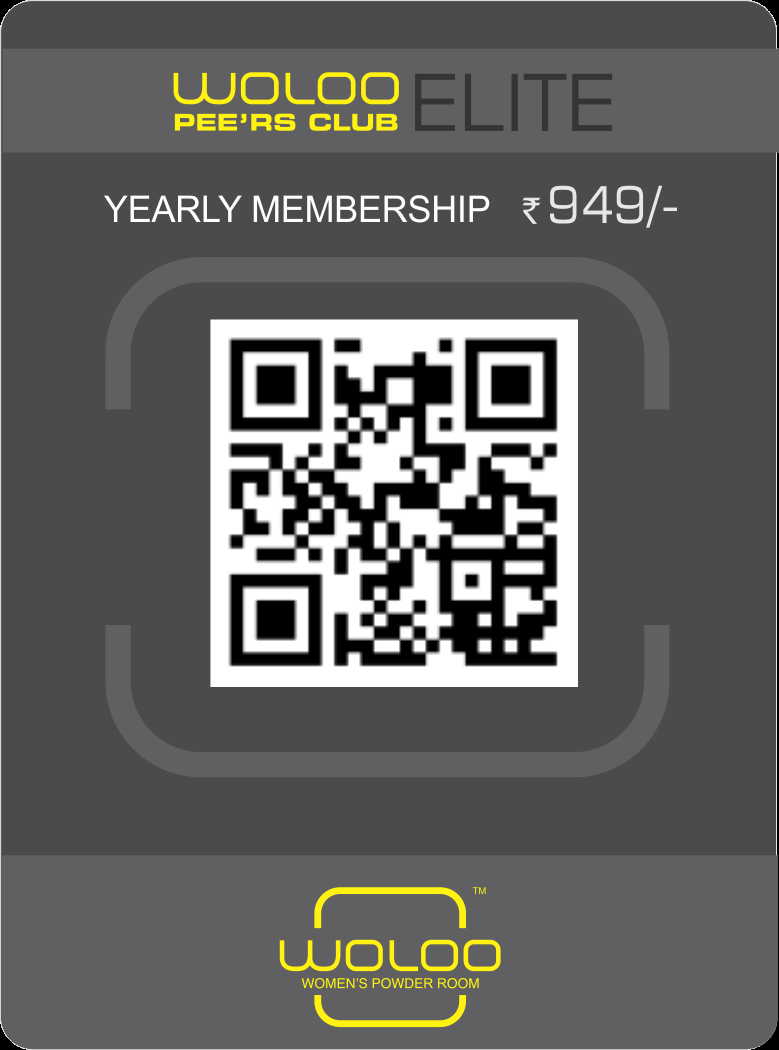 WOLOO ELITE
PEE'RS CLUB
YEARLY MEMBERSHIP ₹949/-
TM
WOLOO
WOMEN'S POWDER ROOM